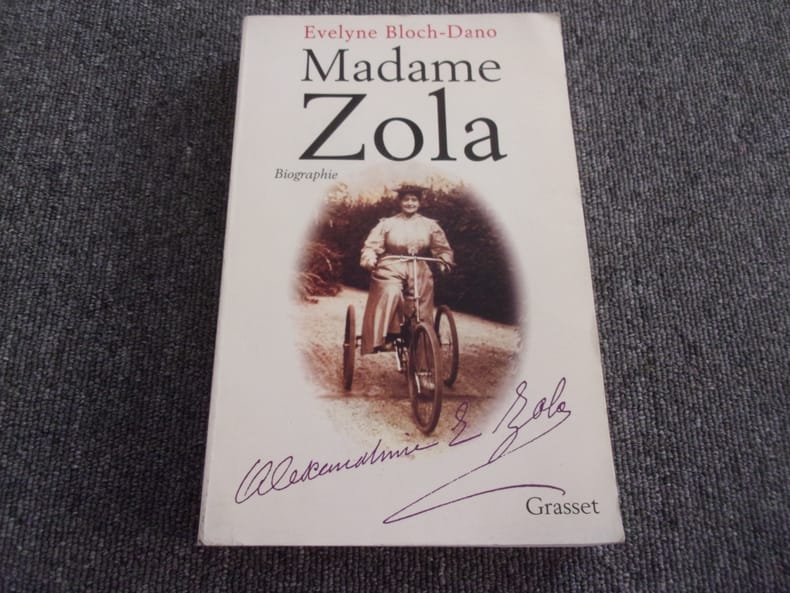 Evelyne Bloch-Dano
Madame
Zola
Biographie
Alexandrine E Zola
Grasset